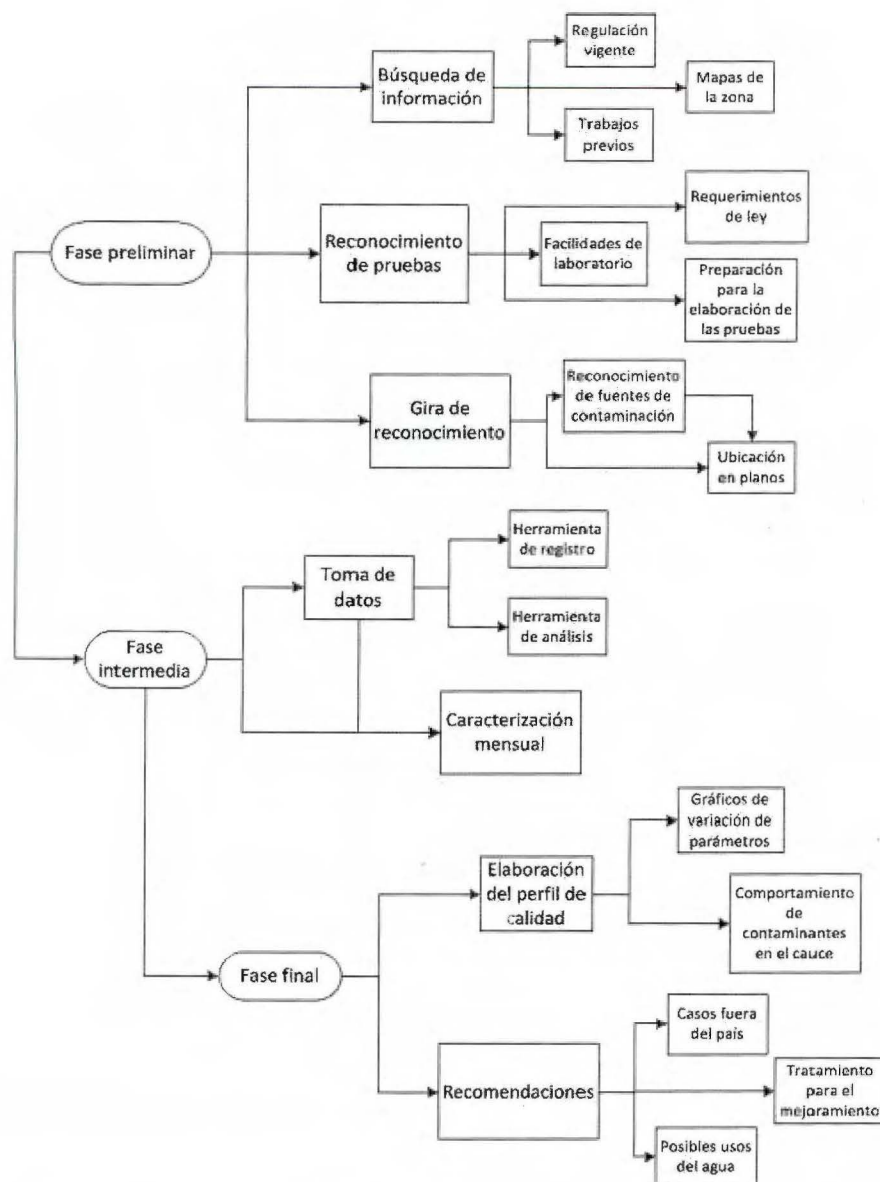 Regulación
vigente
Búsqueda de
información
Mapas de
la zona
Trabajos
previos
Requerimientos
de ley
Fase preliminar
Reconocimiento
de pruebas
Facilidades de
laboratorio
Preparación
para la
elaboración de
las pruebas
Gira de
reconocimiento
Reconocimiento
de fuentes de
contaminación
Ubicación
en planos
Herramienta
de registro
Toma de
datos
Herramienta
de análisis
Fase
intermedia
Caracterización
mensual
Gráficos de
variación de
parámetros
Elaboración
del perfil de
calidad
Comportamiento
de
contaminantes
en el cauce
Fase final
Casos fuera
del país
Recomendaciones
Tratamiento
para el
mejoramiento
Posibles usos
del agua